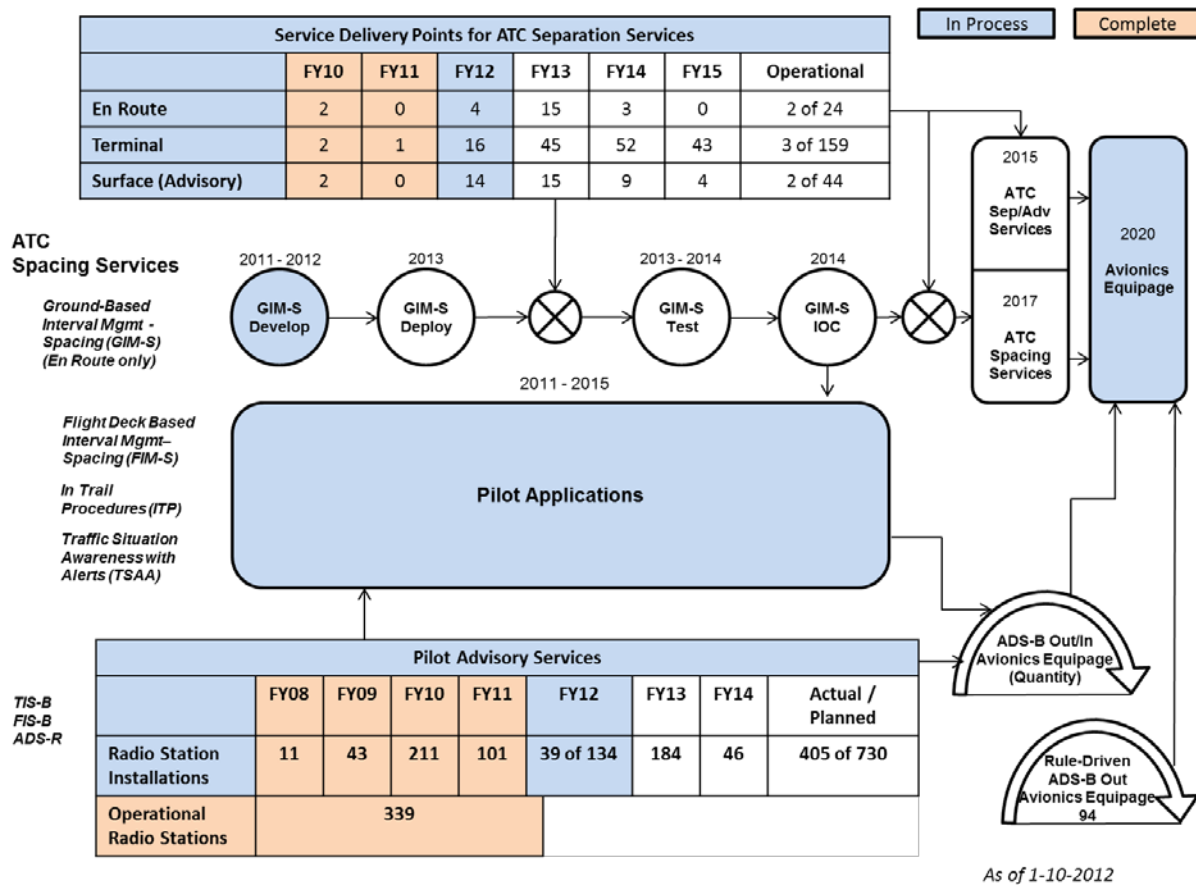 In Process
Complete
Service Delivery Points for ATC Separation Services
FY10 FY11 FY12 FY13 FY14 FY15 Operational
En Route 2 0 4 15 3 0 2 of 24
Terminal 2 1 16 45 52 43 3 of 159
Surface (Advisory) 2 0 14 15 9 4 2 of 44
2015
ATC
Sep/Adv
Services
2017
ATC
Spacing
Services
2020
Avionics
Equipage
ATC
Spacing Services
Ground-Based
Interval Mgmt -
Spacing (GIM-S)
(En Route only)
2011 - 2012
GIM-S
Develop
2013
GIM-S
Deploy
2013 - 2014
GIM-S
Test
2014
GIM-S
IOC
2011 - 2015
Pilot Applications
Flight Deck Based
Interval Mgmt–
Spacing (FIM-S)
In Trail
Procedures (ITP)
Traffic Situation
Awareness with
Alerts (TSAA)
TIS-B
FIS-B
ADS-R
Pilot Advisory Services
FY08 FY09 FY10 FY11 FY12 FY13 FY14 Actual /
Planned
Radio Station
Installations
11 43 211 101 39 of 134 184 46 405 of 730
Operational
Radio Stations
339
ADS-B Out/In
Avionics Equipage
(Quantity)
Rule-Driven
ADS-B Out
Avionics Equipage
94
As of 1-10-2012